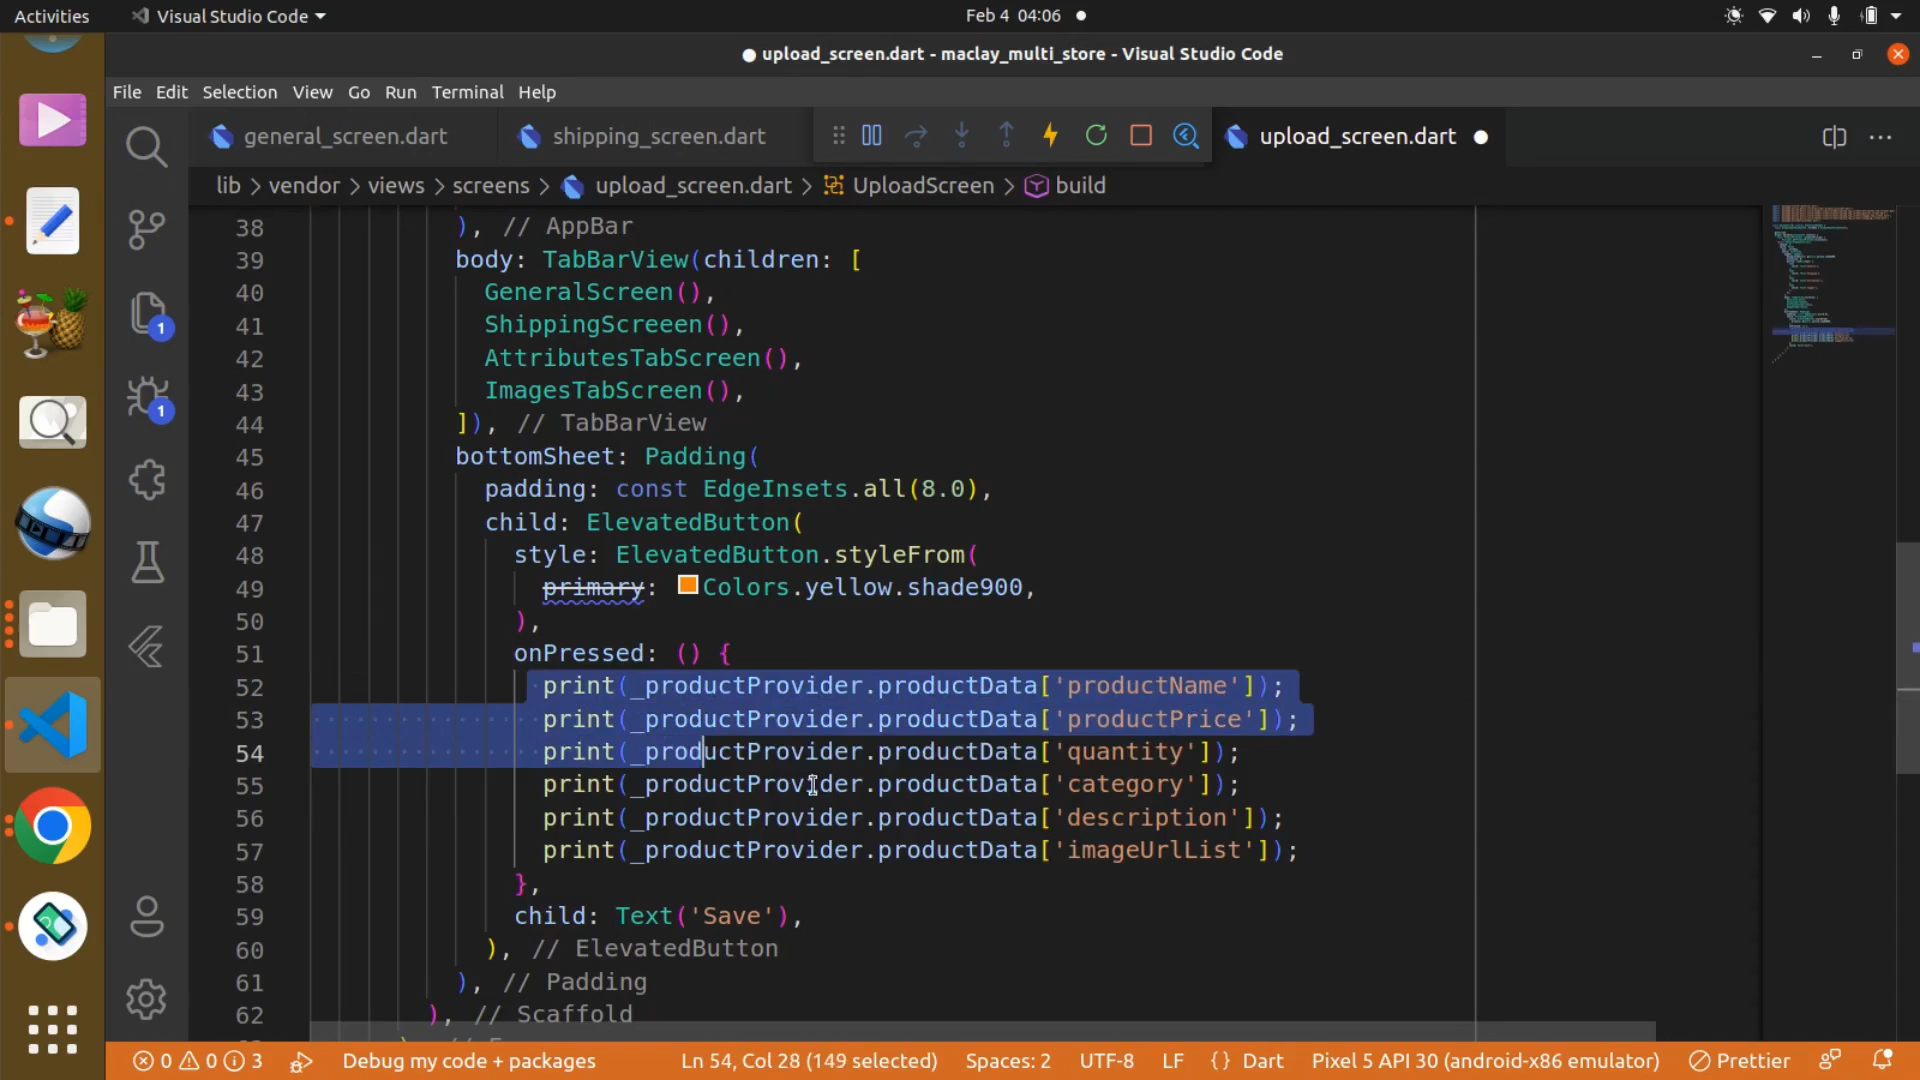 Activities
Visual Studio Code
Feb 4 04:06
upload_screen.dart - maclay_multi_store - Visual Studio Code
File Edit Selection View Go Run Terminal Help
general_screen.dart
shipping_screen.dart
upload_screen.dart
lib > vendor > views > screens > upload_screen.dart > UploadScreen > build
38 ), // AppBar
39 body: TabBarView(children: [
40 GeneralScreen(),
41 ShippingScreeen(),
42 AttributesTabScreen(),
43 ImagesTabScreen(),
44 ]), // TabBarView
45 bottomSheet: Padding(
46 padding: const EdgeInsets.all(8.0),
47 child: ElevatedButton(
48 style: ElevatedButton.styleFrom(
49 primary: Colors.yellow.shade900,
50 ),
51 onPressed: () {
52 print(_productProvider.productData['productName']);
53 print(_productProvider.productData['productPrice']);
54 print(_productProvider.productData['quantity']);
55 print(_productProvider.productData['category']);
56 print(_productProvider.productData['description']);
57 print(_productProvider.productData['imageUrlList']);
58 },
59 child: Text('Save'),
60 ), // ElevatedButton
61 ), // Padding
62 ), // Scaffold
1
1
0 0 3
Debug my code + packages
Ln 54, Col 28 (149 selected)
Spaces: 2
UTF-8
LF
{} Dart
Pixel 5 API 30 (android-x86 emulator)
Prettier